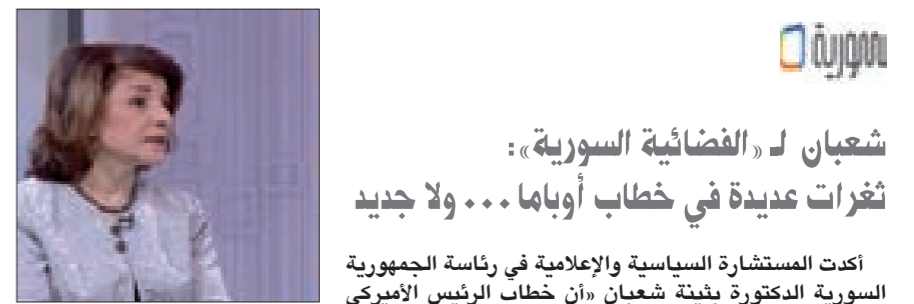 سورية
شعبان لـ «الفضائية السورية»:
ثغرات عديدة في خطاب أوباما ... ولا جديد
أكدت المستشارة السياسية والإعلامية في رئاسة الجمهورية
السورية الدكتورة بثينة شعبان «أن خطاب الرئيس الأميركي